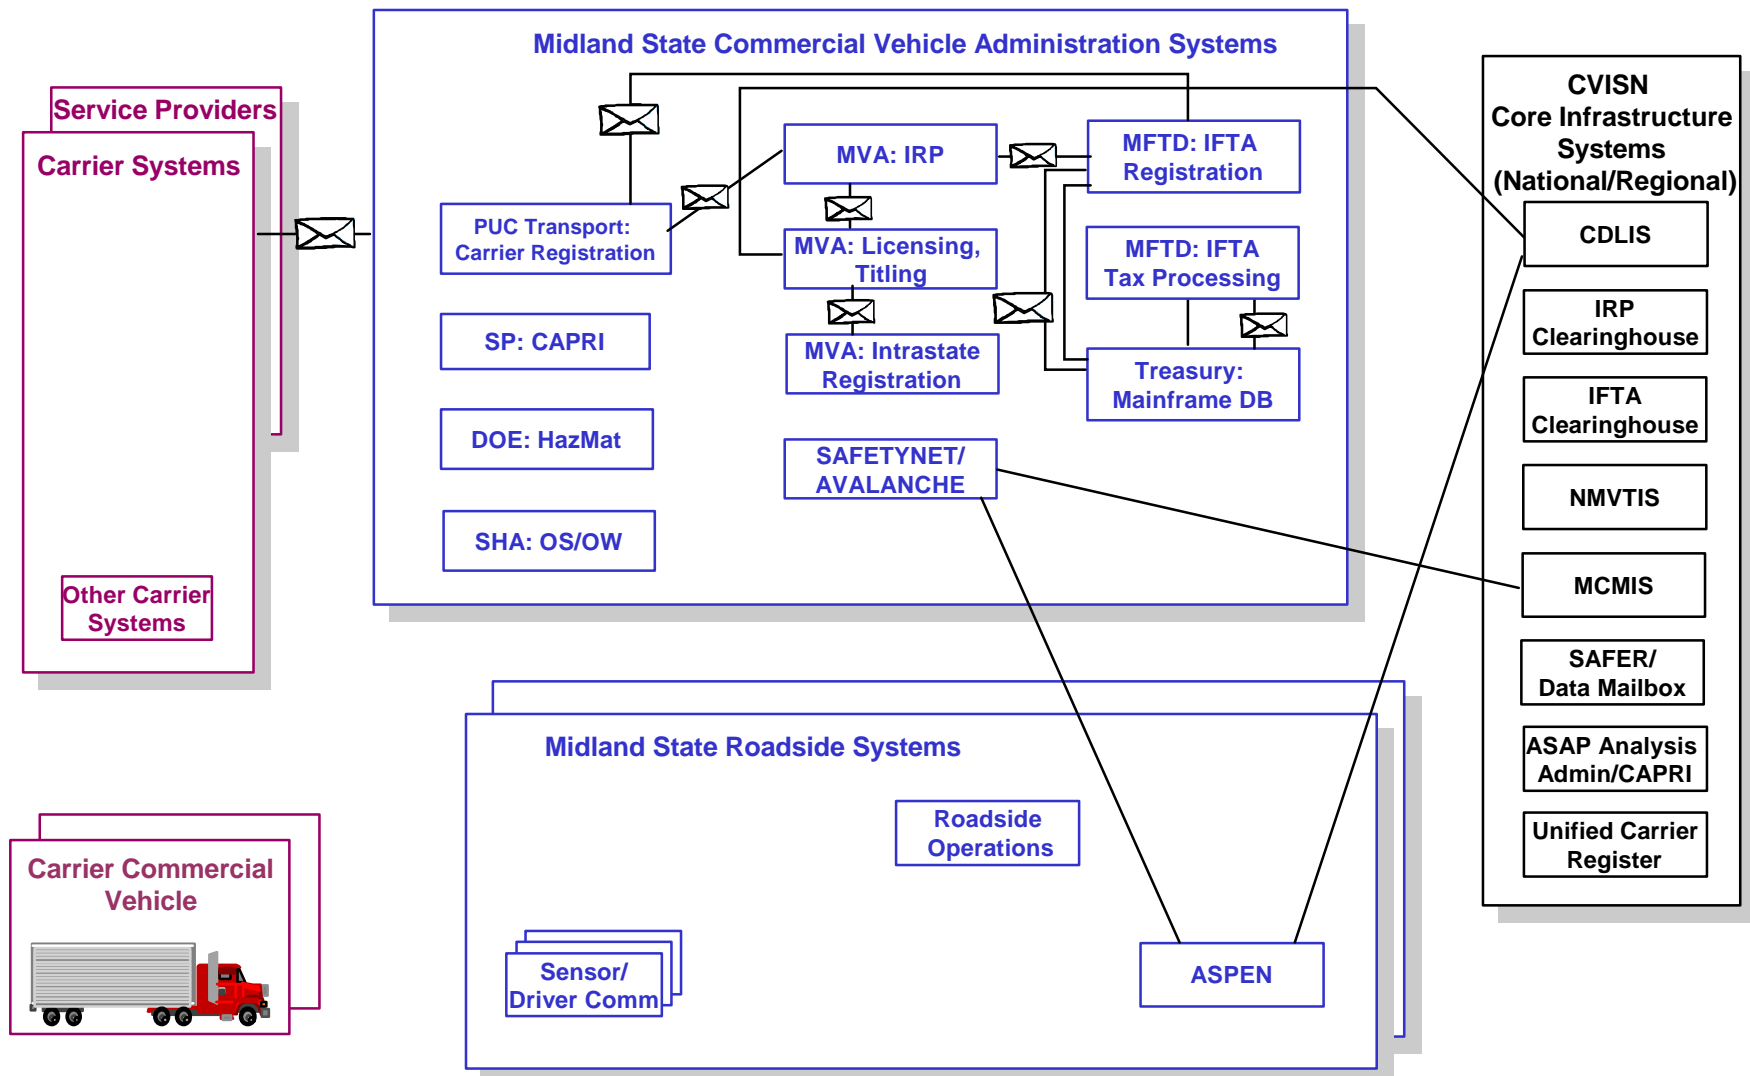 Midland State Commercial Vehicle Administration Systems
Service Providers
Carrier Systems
Other Carrier
Systems
PUC Transport:
Carrier Registration
SP: CAPRI
DOE: HazMat
SHA: OS/OW
MVA: IRP
MVA: Licensing,
Titling
MVA: Intrastate
Registration
SAFETYNET/
AVALANCHE
MFTD: IFTA
Registration
MFTD: IFTA
Tax Processing
Treasury:
Mainframe DB
CVISN
Core Infrastructure
Systems
(National/Regional)
CDLIS
IRP
Clearinghouse
IFTA
Clearinghouse
NMVTIS
MCMIS
SAFER/
Data Mailbox
ASAP Analysis
Admin/CAPRI
Unified Carrier
Register
Midland State Roadside Systems
Roadside
Operations
Sensor/
Driver Comm
ASPEN
Carrier Commercial
Vehicle